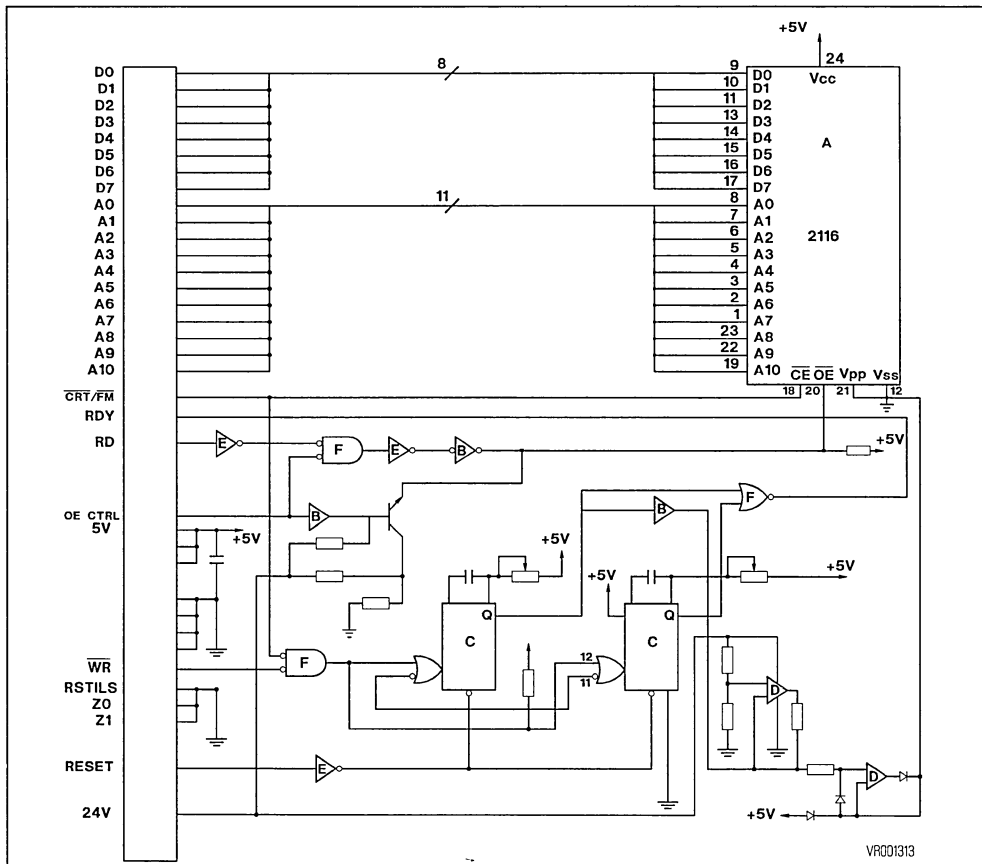 +5V
24
D0 8 9 D0 Vcc
D1 10 D1
D2 11 D2
D3 13 D3
D4 14 D4 A
D5 15 D5
D6 16 D6
D7 17 D7
A0 11 8 A0
A1 7 A1
A2 6 A2 2116
A3 5 A3
A4 4 A4
A5 3 A5
A6 2 A6
A7 1 A7
A8 23 A8
A9 22 A9
A10 19 A10
CE OE Vpp Vss
CRT/FM 18 20 21 12
RDY
RD E F E B +5V
F
OE CTRL B B
5V
+5V +5V +5V
+5V +5V
Q Q
C C
F
WR 12
11
D
RSTILS
Z0
Z1
RESET E
D
24V
+5V
VR001313